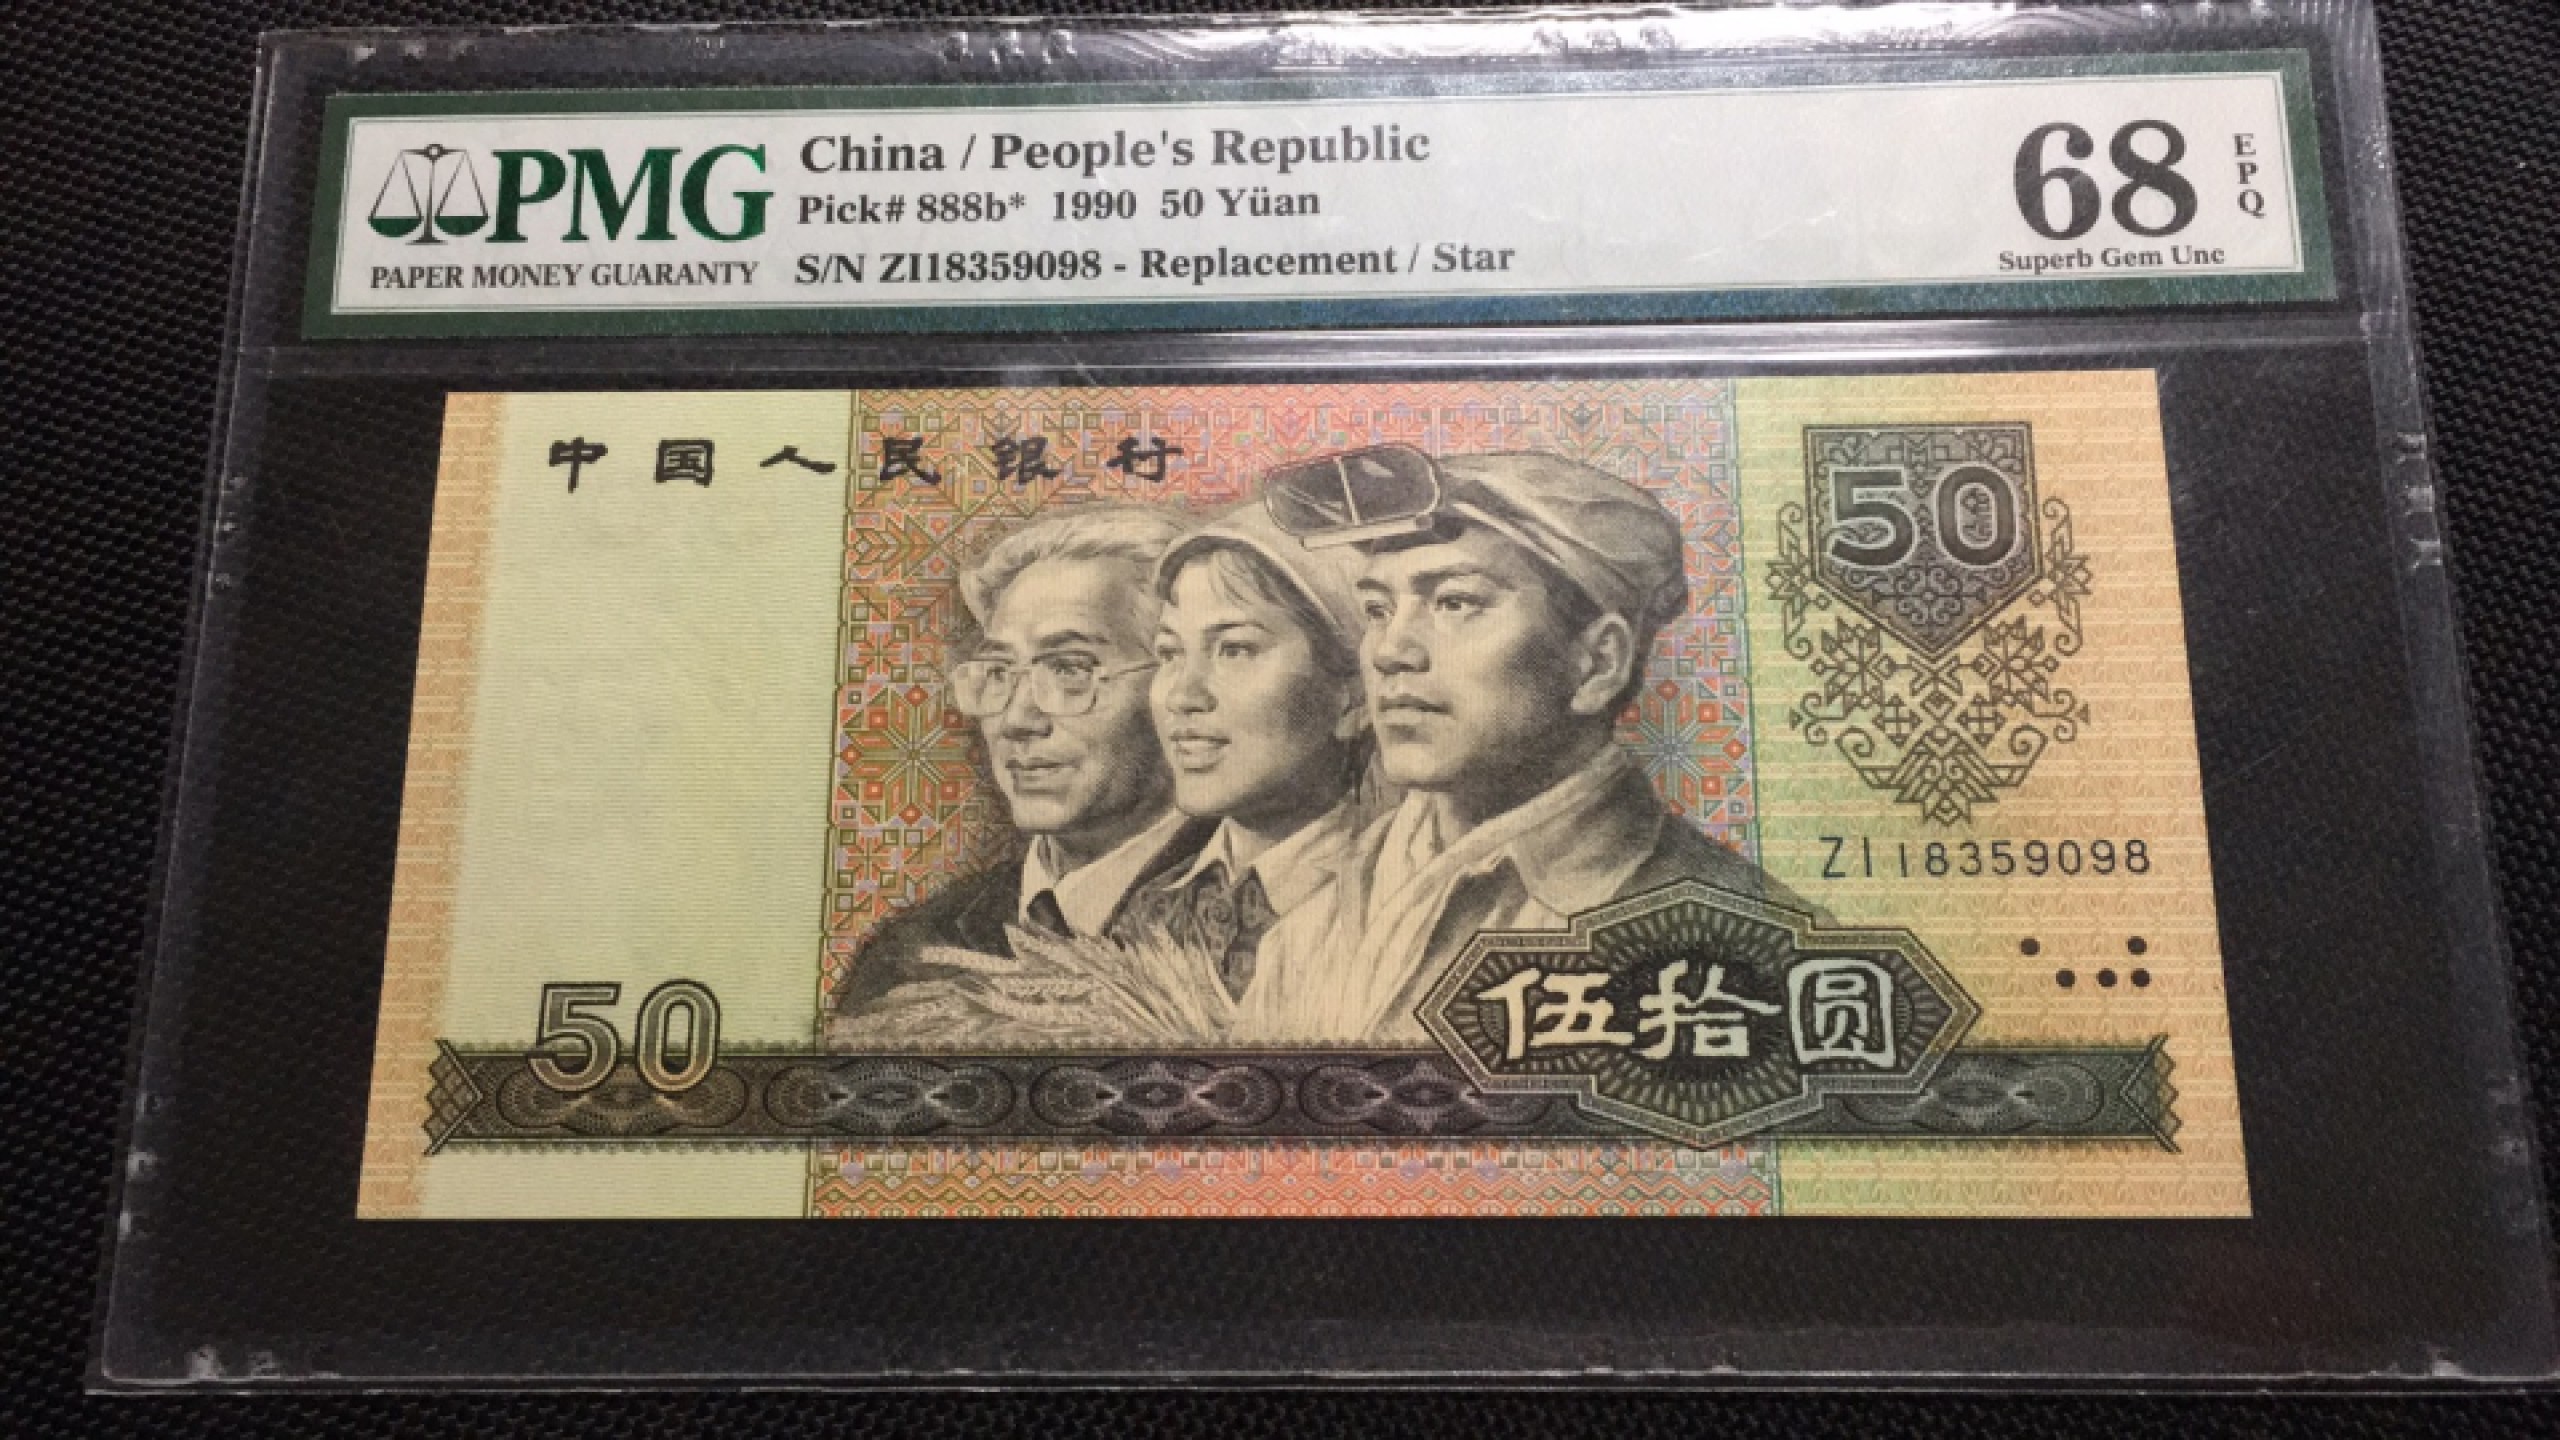 PMG
PAPER MONEY GUARANTY
China / People's Republic
Pick# 888b* 1990 50 Yüan
S/N ZI18359098 - Replacement / Star
68
EPQ
Superb Gem Unc
中国人民银行
50
ZI18359098
50
伍拾圆